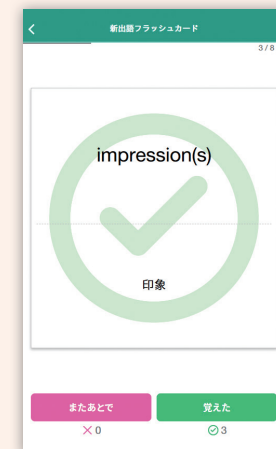 新出語フラッシュカード
3 / 8
impression(s)
印象
またあとで
覚えた
0
3